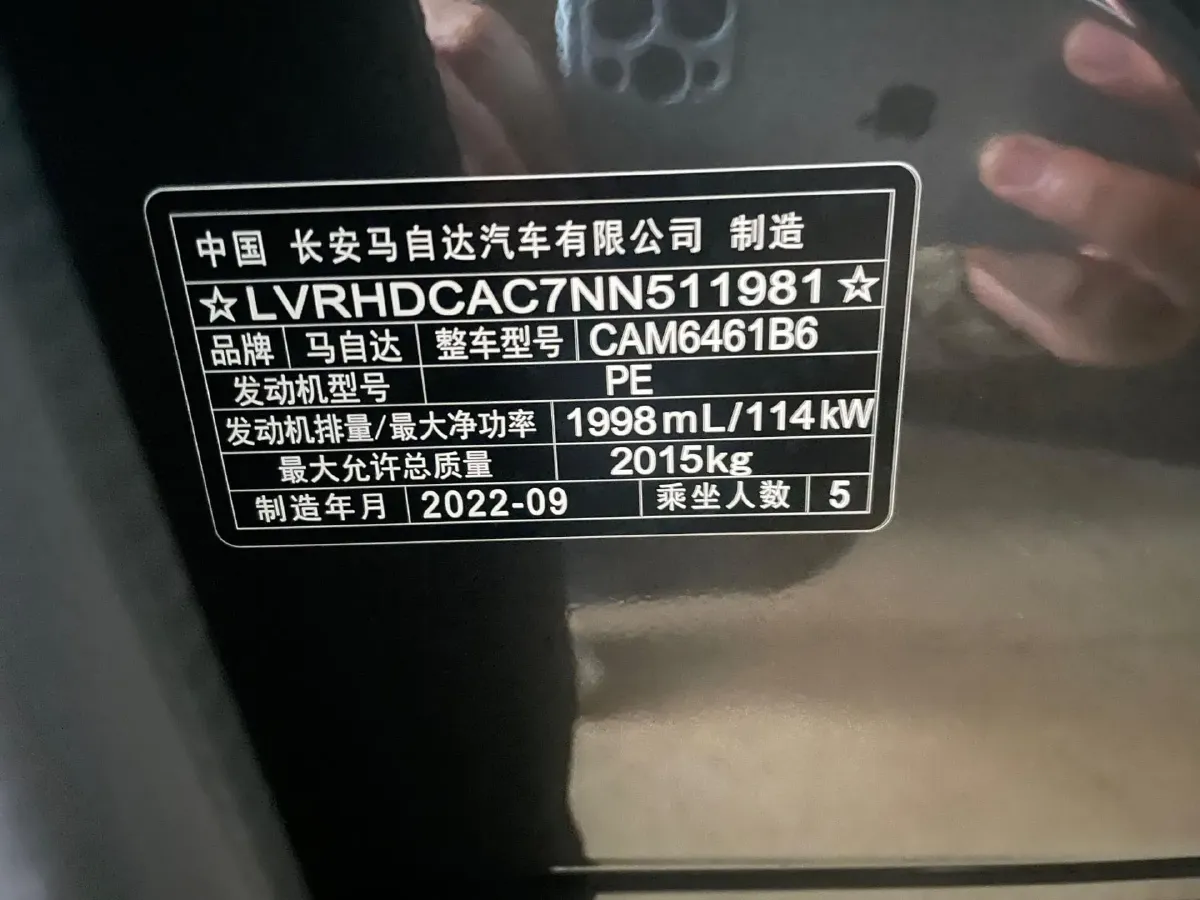 中国 长安马自达汽车有限公司 制造
☆LVRHDCAC7NN511981☆
品牌 马自达 整车型号 CAM6461B6
发动机型号 PE
发动机排量/最大净功率 1998mL/114kW
最大允许总质量 2015kg
制造年月 2022-09 乘坐人数 5